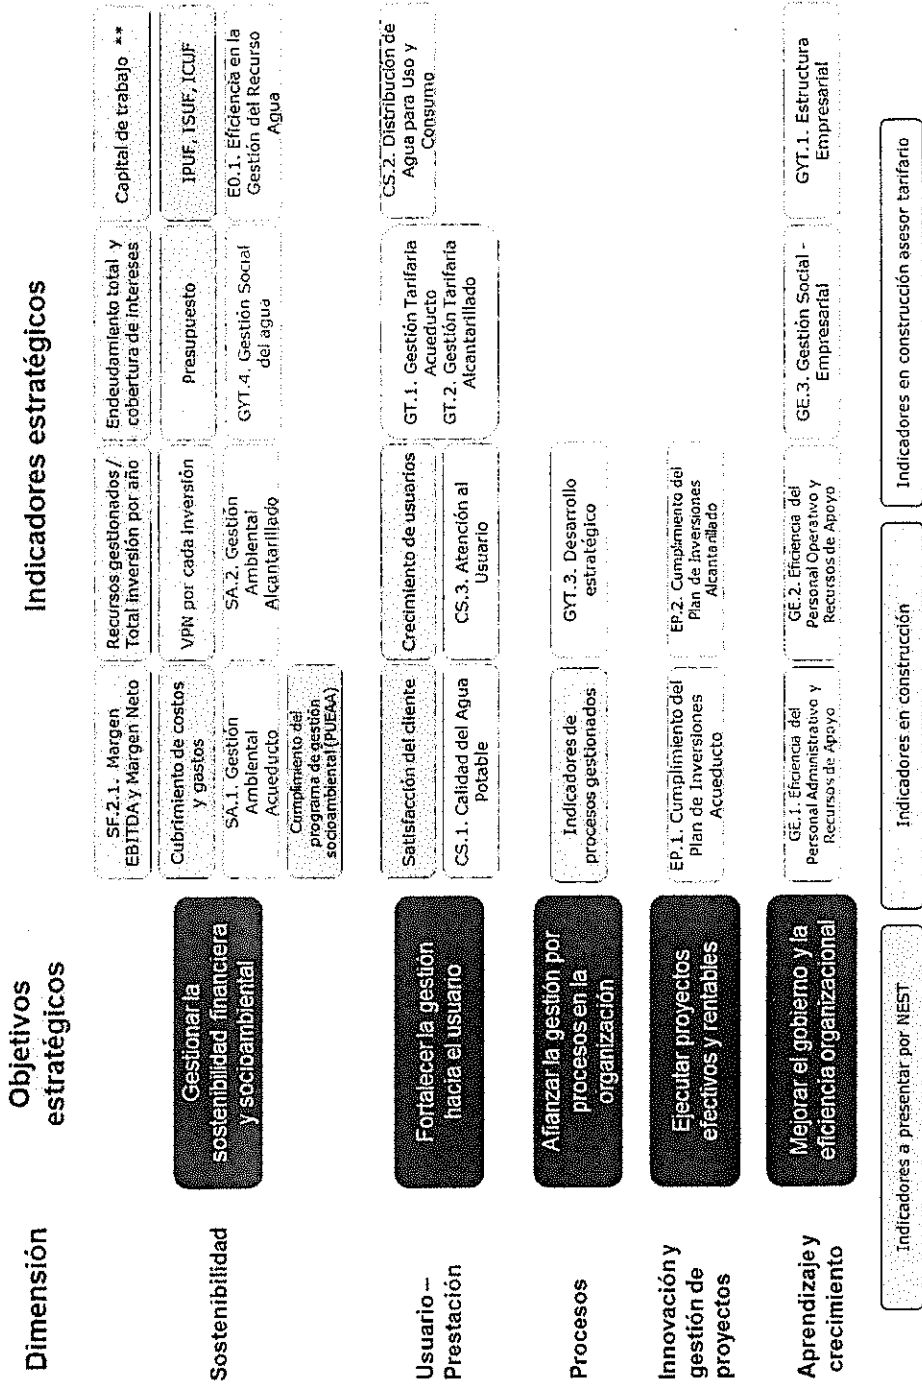 Dimensión
Objetivos
estratégicos
Indicadores estratégicos
Sostenibilidad
Gestionar la
sostenibilidad financiera
y socioambiental
SF.2.1. Margen
EBITDA y Margen Neto
Recursos gestionados/
Total inversión por año
Endeudamiento total y
cobertura de intereses
Capital de trabajo **
Cubrimiento de costos
y gastos
VPN por cada inversión
Presupuesto
IPUF, ISUF, ICUF
SA.1. Gestión
Ambiental
Acueducto
SA.2. Gestión
Ambiental
Alcantarillado
GYT.4. Gestión Social
del agua
EO.1. Eficiencia en la
Gestión del Recurso
Agua
Cumplimiento del
programa de gestión
socioambiental (PUEAA)
Usuario –
Prestación
Fortalecer la gestión
hacia el usuario
Satisfacción del cliente
Crecimiento de usuarios
GT.1. Gestión Tarifaria
Acueducto
GT.2. Gestión Tarifaria
Alcantarillado
CS.2. Distribución de
Agua para Uso y
Consumo
CS.1. Calidad del Agua
Potable
CS.3. Atención al
Usuario
Procesos
Afianzar la gestión por
procesos en la
organización
Indicadores de
procesos gestionados
GYT.3. Desarrollo
estratégico
Innovación y
gestión de
proyectos
Ejecutar proyectos
efectivos y rentables
EP.1. Cumplimiento del
Plan de Inversiones
Acueducto
EP.2. Cumplimiento del
Plan de Inversiones
Alcantarillado
Aprendizaje y
crecimiento
Mejorar el gobierno y la
eficiencia organizacional
GE.1. Eficiencia del
Personal Administrativo y
Recursos de Apoyo
GE.2. Eficiencia del
Personal Operativo y
Recursos de Apoyo
GE.3. Gestión Social -
Empresarial
GYT.1. Estructura
Empresarial
Indicadores a presentar por NEST
Indicadores en construcción
Indicadores en construcción asesor tarifario